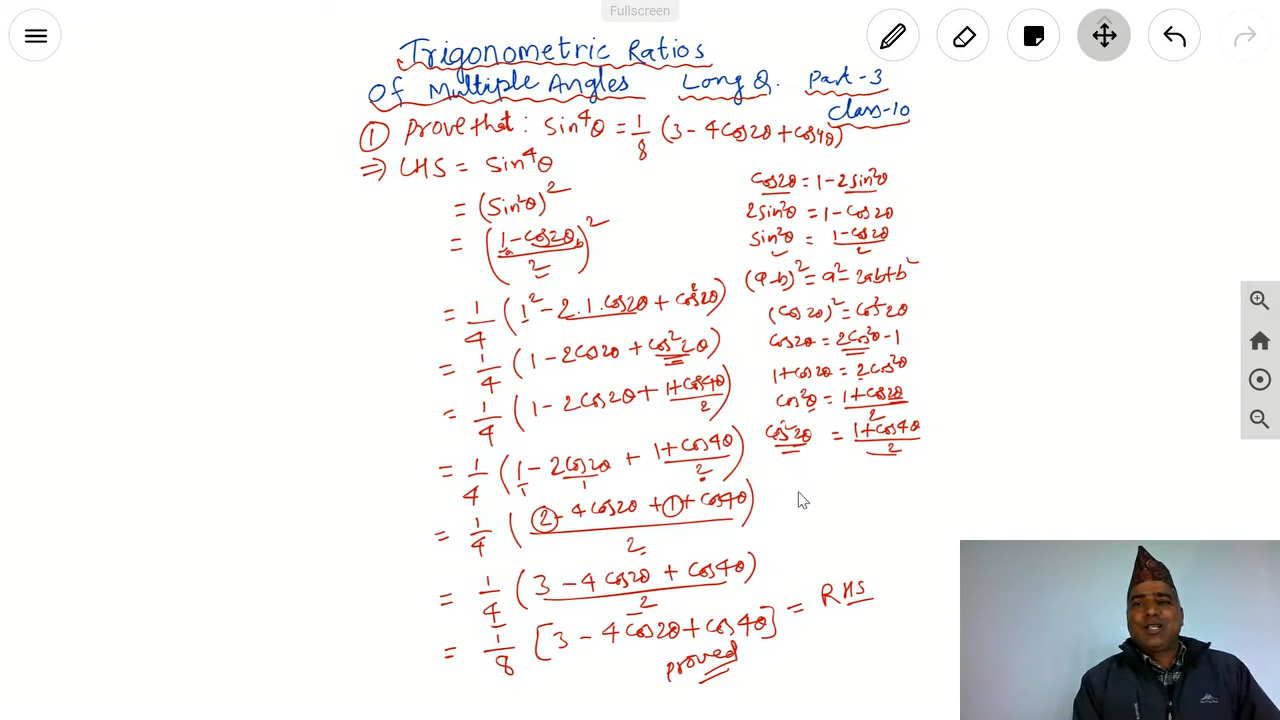 Fullscreen
Trigonometric Ratios
Of Multiple Angles Long Q. Part-3
Class-10
① Prove that: sin⁴θ = 1/8 (3 - 4cos2θ + cos4θ)
⇒ LHS = sin⁴θ
= (sin²θ)²
= ((1-cos2θ)/2)²
= 1/4 (1² - 2.1.cos2θ + cos²2θ)
= 1/4 (1 - 2cos2θ + cos²2θ)
= 1/4 (1 - 2cos2θ + (1+cos4θ)/2)
= 1/4 (1/1 - 2cos2θ/1 + (1+cos4θ)/2)
= 1/4 ((2 - 4cos2θ + 1 + cos4θ)/2)
= 1/4 ((3 - 4cos2θ + cos4θ)/2)
= 1/8 [3 - 4cos2θ + cos4θ] = RHS
proved
cos2θ = 1 - 2sin²θ
2sin²θ = 1 - cos2θ
sin²θ = (1-cos2θ)/2
(a-b)² = a² - 2ab + b²
(cos2θ)² = cos²2θ
cos2θ = 2cos²θ - 1
1+cos2θ = 2cos²θ
cos²θ = (1+cos2θ)/2
cos²2θ = (1+cos4θ)/2